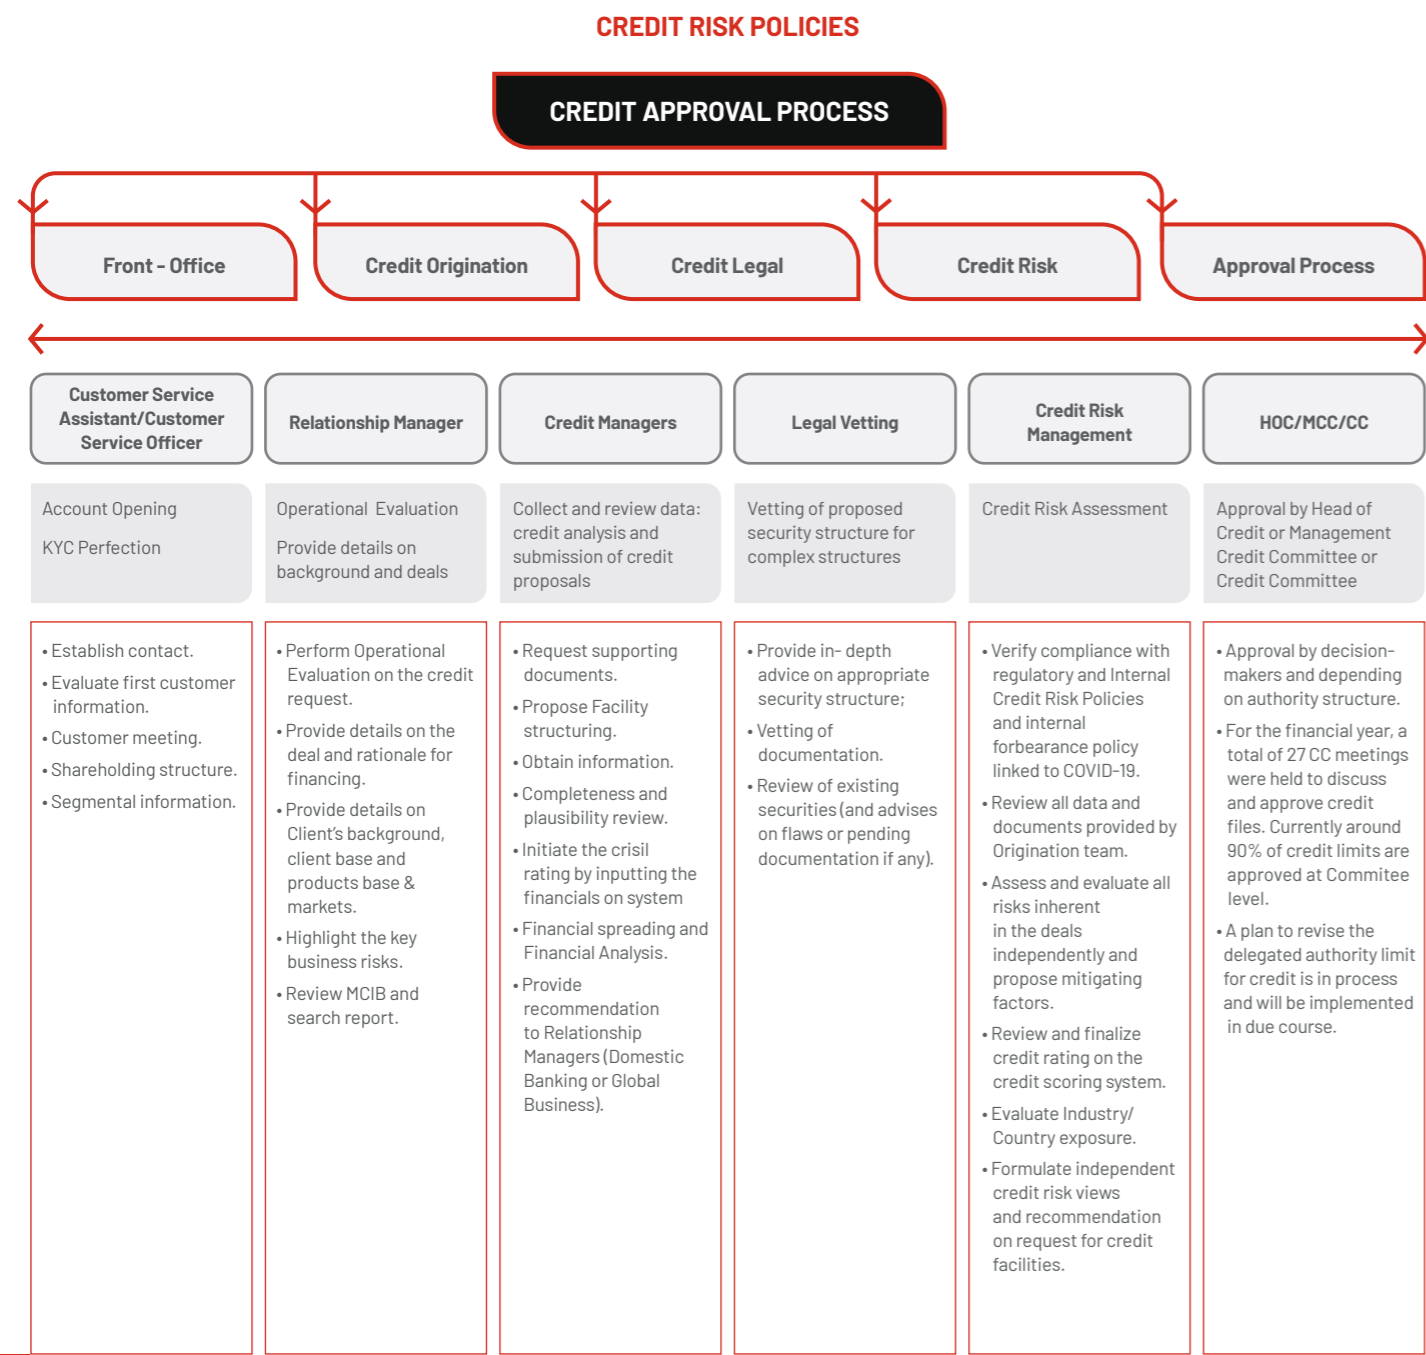 CREDIT RISK POLICIES
CREDIT APPROVAL PROCESS
Front - Office
Credit Origination
Credit Legal
Credit Risk
Approval Process
Customer Service
Assistant/Customer
Service Officer
Relationship Manager
Credit Managers
Legal Vetting
Credit Risk
Management
HOC/MCC/CC
Account Opening
KYC Perfection
Operational Evaluation
Provide details on
background and deals
Collect and review data:
credit analysis and
submission of credit
proposals
Vetting of proposed
security structure for
complex structures
Credit Risk Assessment
Approval by Head of
Credit or Management
Credit Committee or
Credit Committee
• Establish contact.
• Evaluate first customer
information.
• Customer meeting.
• Shareholding structure.
• Segmental information.
• Perform Operational
Evaluation on the credit
request.
• Provide details on the
deal and rationale for
financing.
• Provide details on
Client's background,
client base and
products base &
markets.
• Highlight the key
business risks.
• Review MCIB and
search report.
• Request supporting
documents.
• Propose Facility
structuring.
• Obtain information.
• Completeness and
plausibility review.
• Initiate the crisil
rating by inputting the
financials on system
• Financial spreading and
Financial Analysis.
• Provide
recommendation
to Relationship
Managers (Domestic
Banking or Global
Business).
• Provide in- depth
advice on appropriate
security structure;
• Vetting of
documentation.
• Review of existing
securities (and advises
on flaws or pending
documentation if any).
• Verify compliance with
regulatory and Internal
Credit Risk Policies
and internal
forbearance policy
linked to COVID-19.
• Review all data and
documents provided by
Origination team.
• Assess and evaluate all
risks inherent
in the deals
independently and
propose mitigating
factors.
• Review and finalize
credit rating on the
credit scoring system.
• Evaluate Industry/
Country exposure.
• Formulate independent
credit risk views
and recommendation
on request for credit
facilities.
• Approval by decision-
makers and depending
on authority structure.
• For the financial year, a
total of 27 CC meetings
were held to discuss
and approve credit
files. Currently around
90% of credit limits are
approved at Commitee
level.
• A plan to revise the
delegated authority limit
for credit is in process
and will be implemented
in due course.